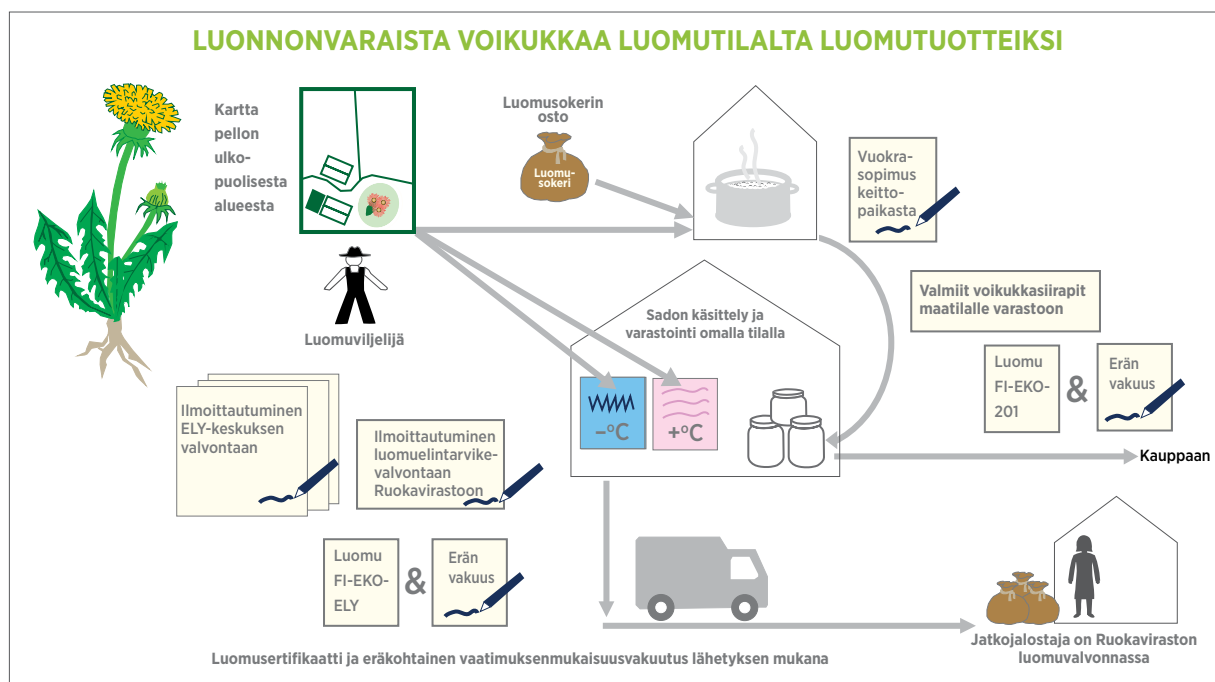 LUONNONVARAISTA VOIKUKKAA LUOMUTILALTA LUOMUTUOTTEIKSI
Kartta
pellon
ulko-
puolisesta
alueesta
Luomuviljelijä
Luomusokerin
osto
Luomu-
sokeri
Vuokra-
sopimus
keitto-
paikasta
Valmiit voikukkasiirapit
maatilalle varastoon
Sadon käsittely ja
varastointi omalla tilalla
–°C
+°C
Luomu
FI-EKO-
201
&
Erän
vakuus
Kauppaan
Ilmoittautuminen
ELY-keskuksen
valvontaan
Ilmoittautuminen
luomuelintarvike-
valvontaan
Ruokavirastoon
Luomu
FI-EKO-
ELY
&
Erän
vakuus
Luomusertifikaatti ja eräkohtainen vaatimuksenmukaisuusvakuutus lähetyksen mukana
Jatkojalostaja on Ruokaviraston
luomuvalvonnassa